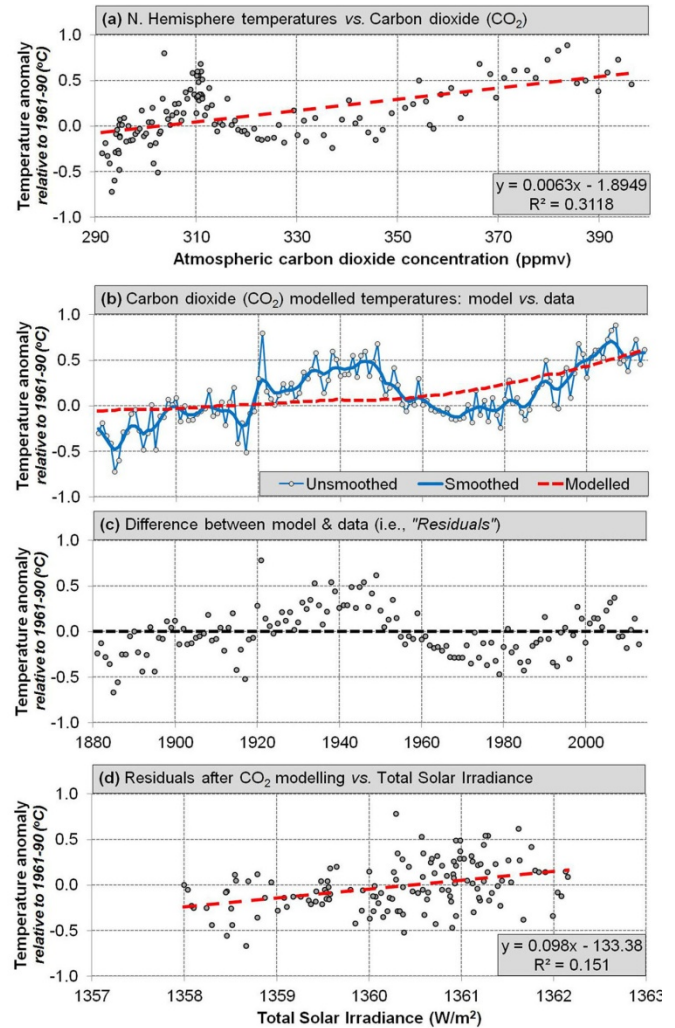 (a) N. Hemisphere temperatures vs. Carbon dioxide (CO₂)
Temperature anomaly
relative to 1961-90 (°C)
1.0
0.5
0.0
-0.5
-1.0
y = 0.0063x - 1.8949
R² = 0.3118
290 310 330 350 370 390
Atmospheric carbon dioxide concentration (ppmv)
(b) Carbon dioxide (CO₂) modelled temperatures: model vs. data
Temperature anomaly
relative to 1961-90 (°C)
1.0
0.5
0.0
-0.5
-1.0
Unsmoothed Smoothed Modelled
1880 1900 1920 1940 1960 1980 2000
(c) Difference between model & data (i.e., "Residuals")
Temperature anomaly
relative to 1961-90 (°C)
1.0
0.5
0.0
-0.5
-1.0
1880 1900 1920 1940 1960 1980 2000
(d) Residuals after CO₂ modelling vs. Total Solar Irradiance
Temperature anomaly
relative to 1961-90 (°C)
1.0
0.5
0.0
-0.5
-1.0
y = 0.098x - 133.38
R² = 0.151
1357 1358 1359 1360 1361 1362 1363
Total Solar Irradiance (W/m²)